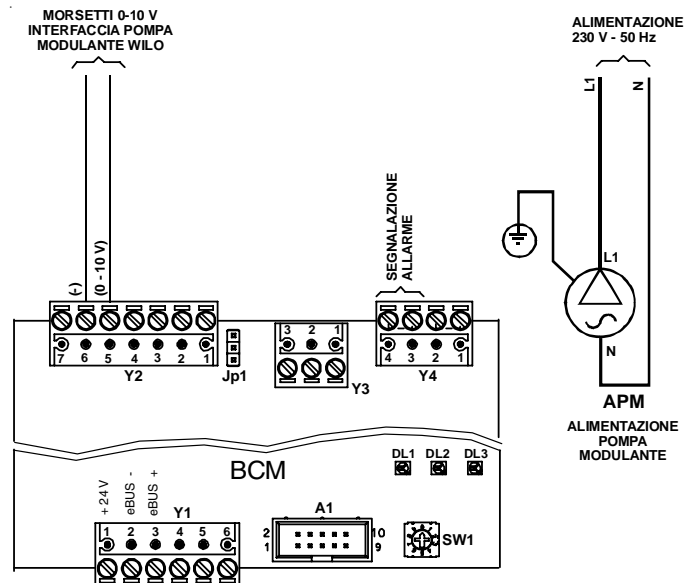 MORSETTI 0-10 V
INTERFACCIA POMPA
MODULANTE WILO
ALIMENTAZIONE
230 V - 50 Hz
L1
N
SEGNALAZIONE
ALLARME
(-)
(0 - 10 V)
L1
N
7 6 5 4 3 2 1
Y2
Jp1
3 2 1
Y3
4 3 2 1
Y4
APM
ALIMENTAZIONE
POMPA
MODULANTE
BCM
DL1 DL2 DL3
+24V
eBUS -
eBUS +
Y1
1 2 3 4 5 6
A1
2 10
1 9
SW1